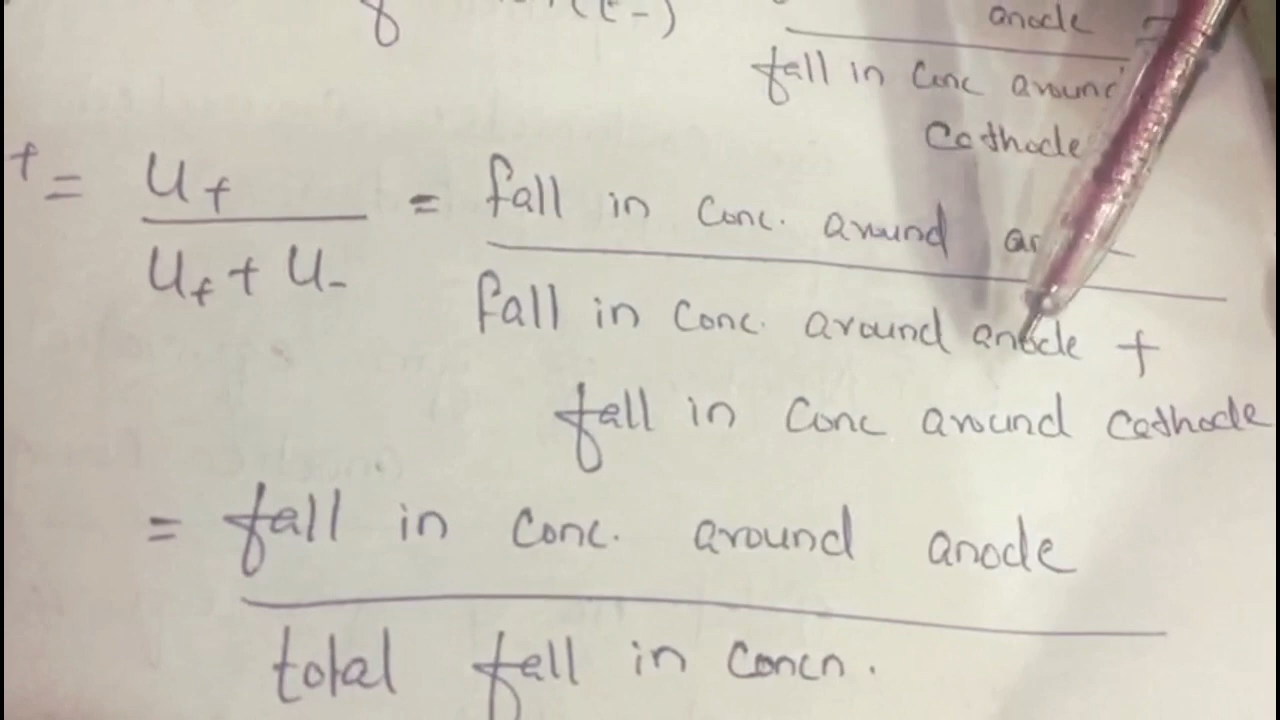 anode =
fall in Conc around
Cathode
t = U+ = fall in Conc. around
U+ + U- fall in Conc. around anode +
fall in Conc around Cathode
= fall in Conc. around anode
total fall in Concn.